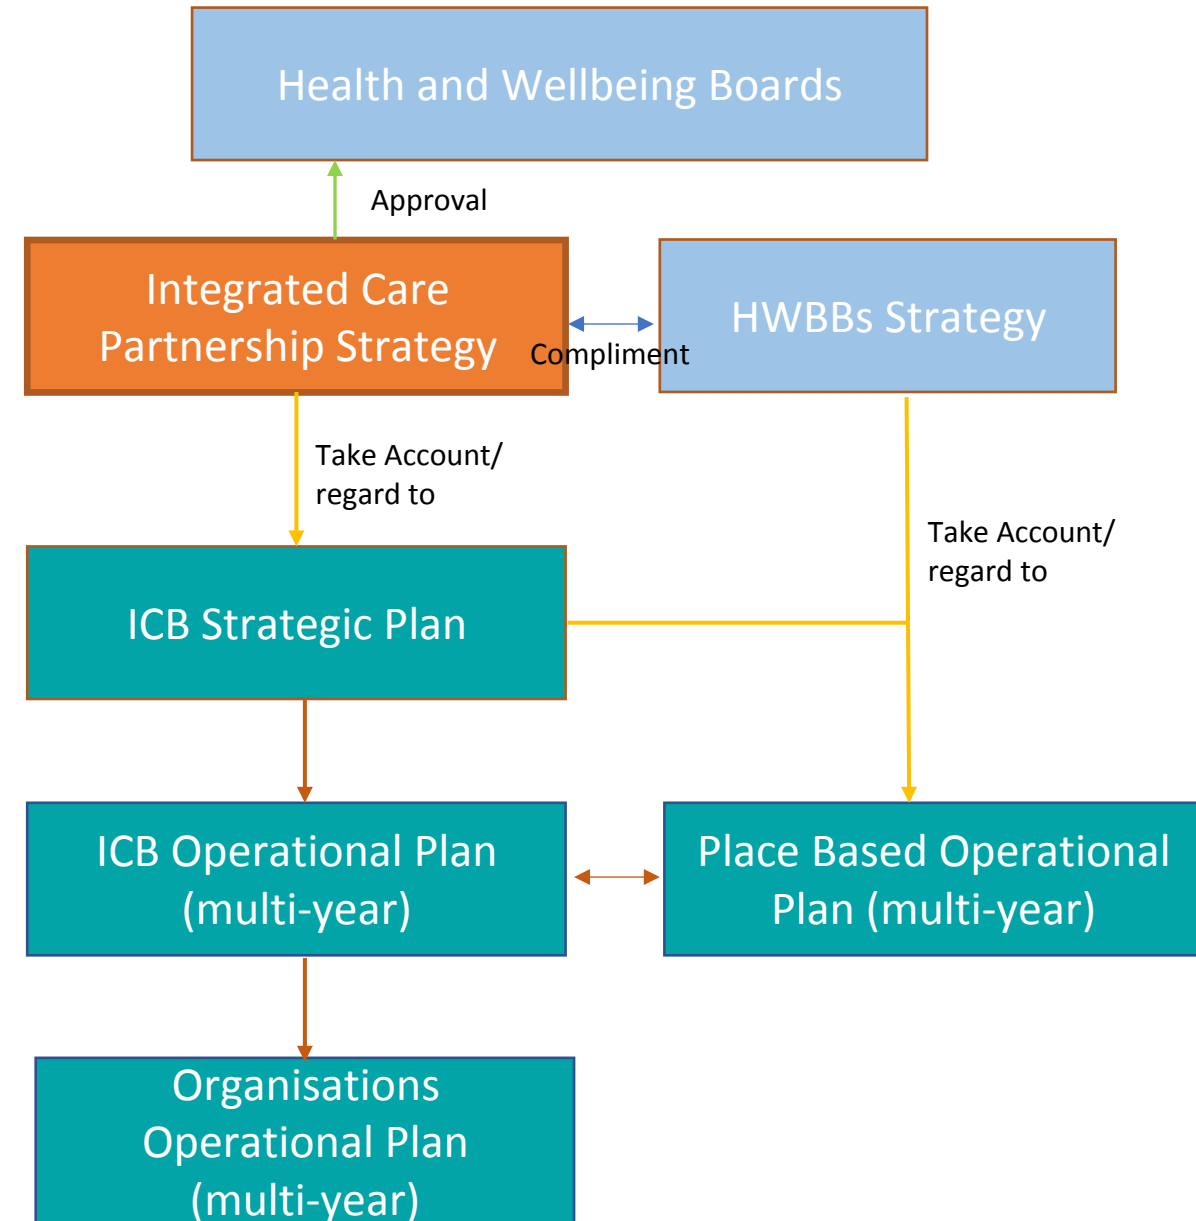 Health and Wellbeing Boards
Approval
Integrated Care
Partnership Strategy
Compliment
HWBBs Strategy
Take Account/
regard to
Take Account/
regard to
ICB Strategic Plan
ICB Operational Plan
(multi-year)
Place Based Operational
Plan (multi-year)
Organisations
Operational Plan
(multi-year)